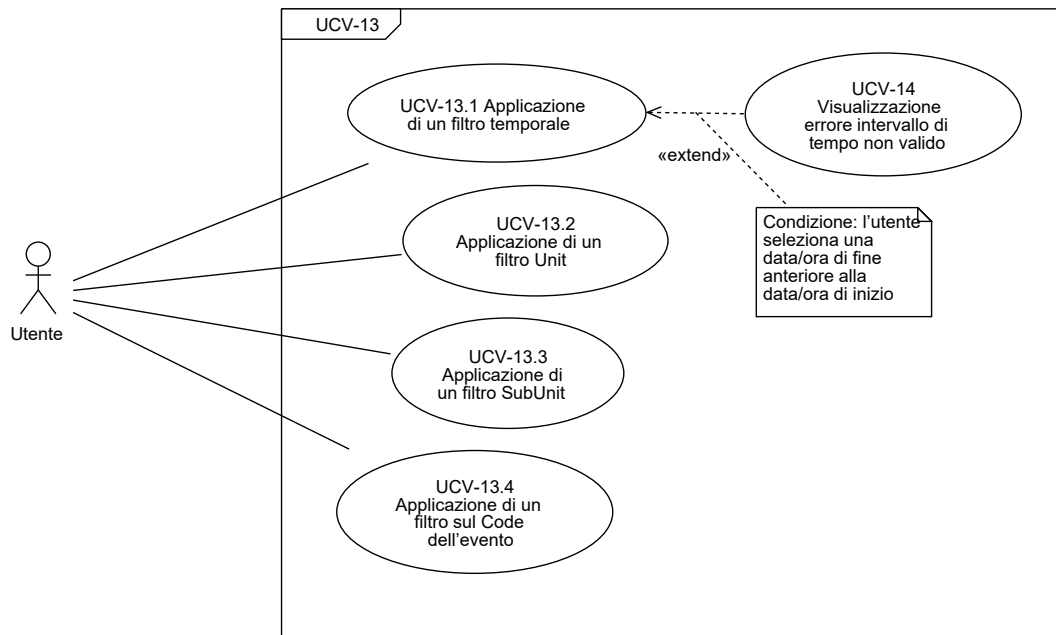 UCV-13
UCV-13.1 Applicazione
di un filtro temporale
UCV-14
Visualizzazione
errore intervallo di
tempo non valido
«extend»
Condizione: l'utente
seleziona una
data/ora di fine
anteriore alla
data/ora di inizio
UCV-13.2
Applicazione di un
filtro Unit
Utente
UCV-13.3
Applicazione di
un filtro SubUnit
UCV-13.4
Applicazione di un
filtro sul Code
dell'evento